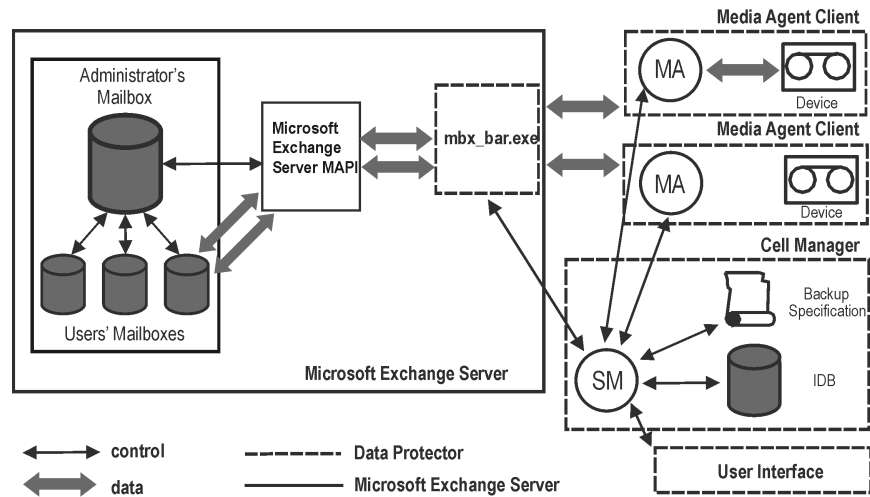 Media Agent Client
Administrator's
Mailbox
MA
Device
Microsoft
Exchange
Server MAPI
mbx_bar.exe
Media Agent Client
MA
Device
Cell Manager
Backup
Specification
Users' Mailboxes
Microsoft Exchange Server
SM
IDB
control
Data Protector
User Interface
data
Microsoft Exchange Server